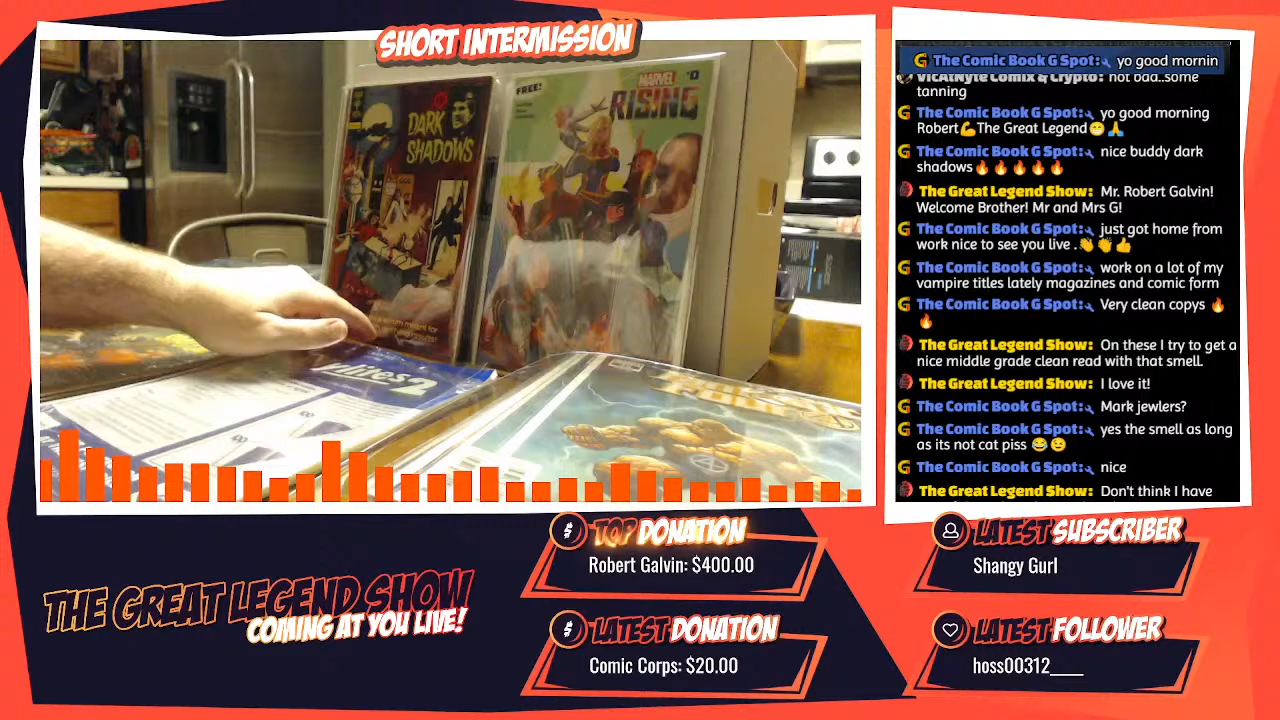 SHORT INTERMISSION
DARK
SHADOWS
FREE!
MARVEL
RISING
#0
The Comic Book G Spot: yo good mornin
VicAtNyte Comix & Crypto: not bad..some
tanning
The Comic Book G Spot: yo good morning
Robert💪The Great Legend😁🙏
The Comic Book G Spot: nice buddy dark
shadows🔥🔥🔥🔥🔥
The Great Legend Show: Mr. Robert Galvin!
Welcome Brother! Mr and Mrs G!
The Comic Book G Spot: just got home from
work nice to see you live .👏👏👍
The Comic Book G Spot: work on a lot of my
vampire titles lately magazines and comic form
The Comic Book G Spot: Very clean copys 🔥
🔥
The Great Legend Show: On these I try to get a
nice middle grade clean read with that smell.
The Great Legend Show: I love it!
The Comic Book G Spot: Mark jewlers?
The Comic Book G Spot: yes the smell as long
as its not cat piss 😂😉
The Comic Book G Spot: nice
The Great Legend Show: Don't think I have
THE GREAT LEGEND SHOW
COMING AT YOU LIVE!
TOP DONATION
Robert Galvin: $400.00
LATEST DONATION
Comic Corps: $20.00
LATEST SUBSCRIBER
Shangy Gurl
LATEST FOLLOWER
hoss00312____